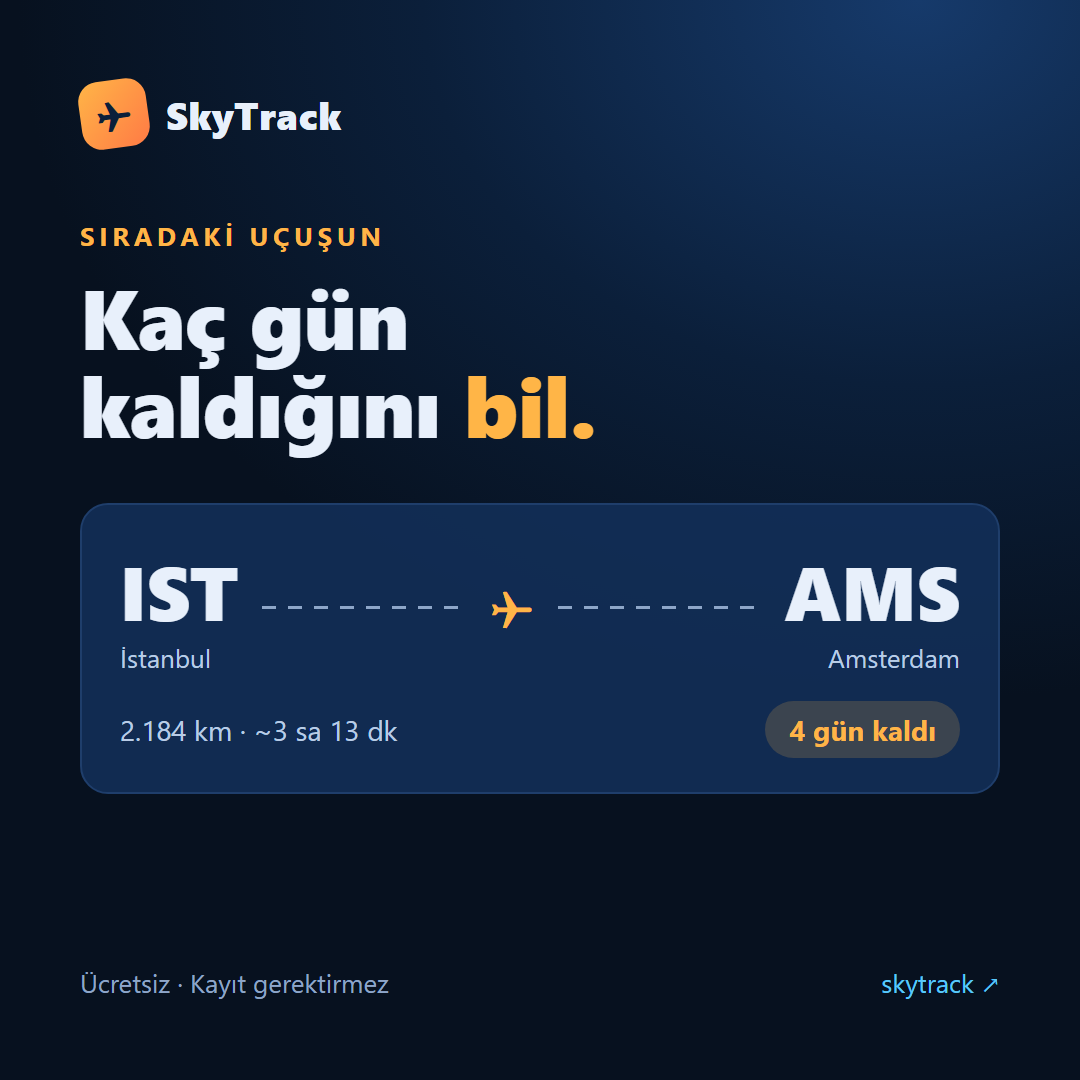 SkyTrack
SIRADAKİ UÇUŞUN
Kaç gün
kaldığını bil.
IST
AMS
İstanbul
Amsterdam
2.184 km · ~3 sa 13 dk
4 gün kaldı
Ücretsiz · Kayıt gerektirmez
skytrack ↗